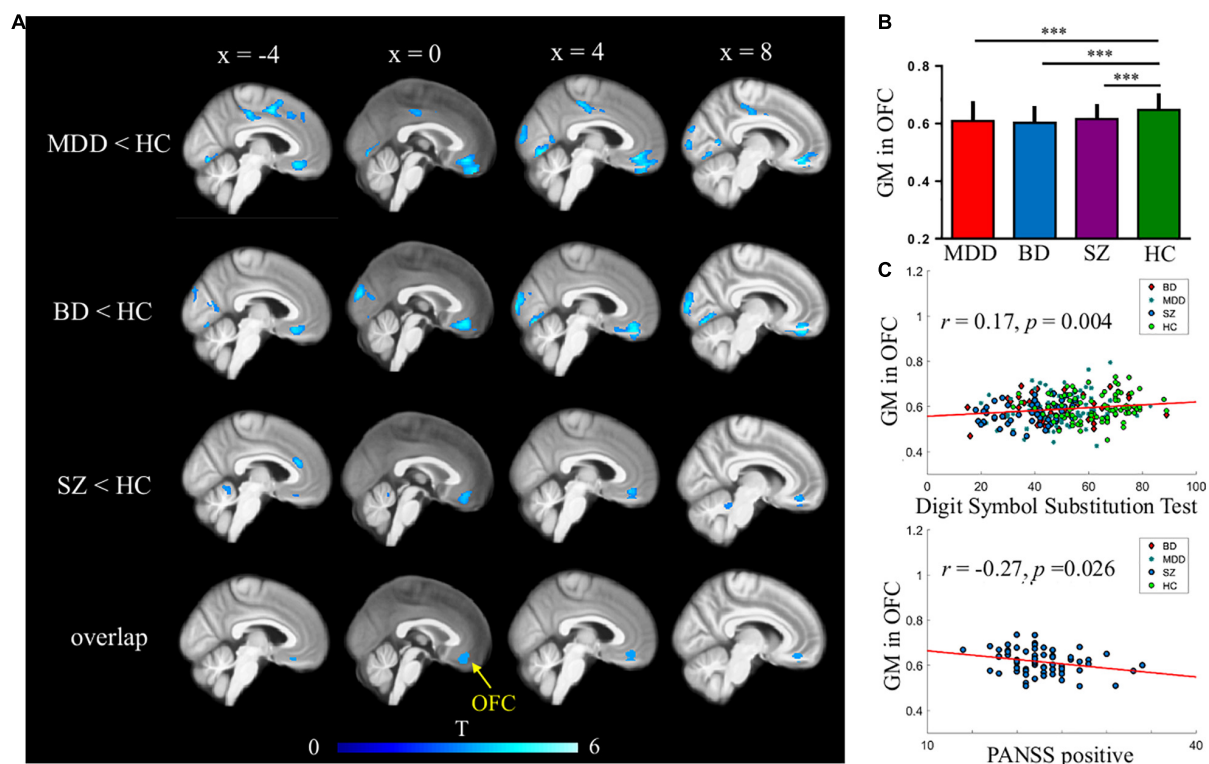 A
x = -4
x = 0
x = 4
x = 8
MDD < HC
BD < HC
SZ < HC
overlap
OFC
T
0
6
B
***
***
***
GM in OFC
0.8
0.6
0.4
0.2
MDD
BD
SZ
HC
C
GM in OFC
1.2
1
0.8
0.6
0.4
r = 0.17, p = 0.004
BD
MDD
SZ
HC
0
20
40
60
80
100
Digit Symbol Substitution Test
GM in OFC
1.2
1
0.8
0.6
0.4
r = -0.27, p =0.026
BD
MDD
SZ
HC
10
40
PANSS positive